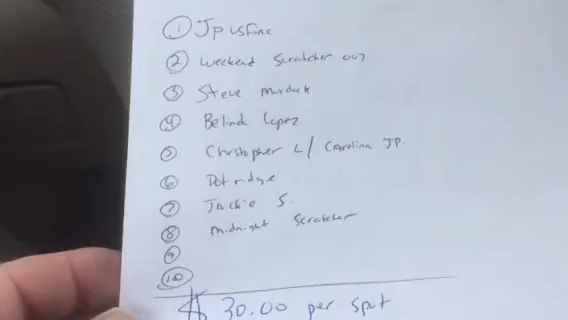 ① Jp usfinc
② Weekend Scratcher 007
③ Steve Murdock
④ Belinda Lopez
⑤ Christopher L / Carolina JP.
⑥ Dotridge
⑦ Jackie S.
⑧ Midnight Scratcher
⑨
⑩
$ 30.00 per spot